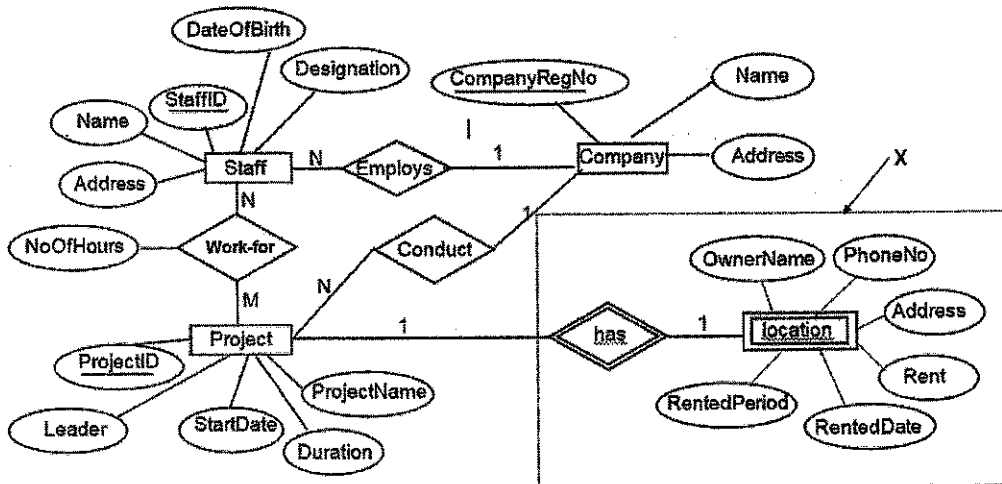 DateOfBirth
Designation
CompanyRegNo
Name
StaffID
Name
Staff
N
Employs
1
Company
Address
X
Address
N
1
NoOfHours
Work-for
Conduct
OwnerName
PhoneNo
N
M
Address
Project
1
has
1
location
ProjectID
ProjectName
Rent
RentedPeriod
Leader
StartDate
RentedDate
Duration